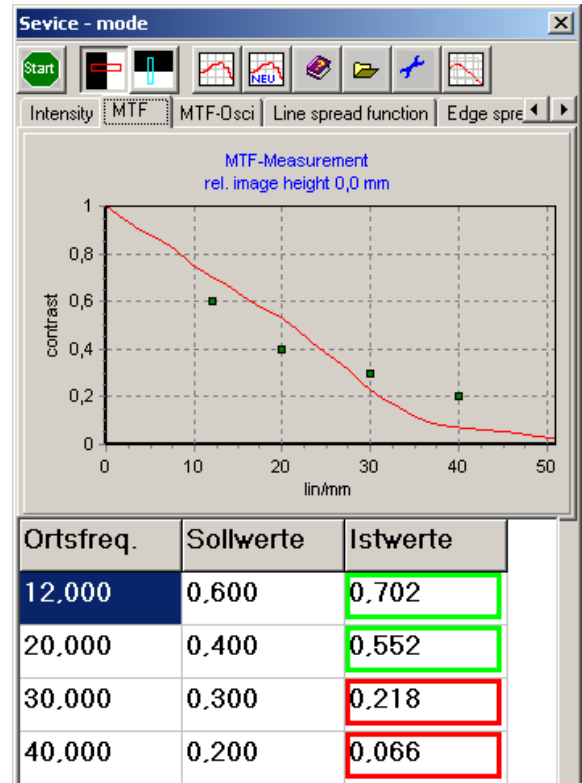 Sevice - mode
Start
NEU
Intensity MTF MTF-Osci Line spread function Edge spre
MTF-Measurement
rel. image height 0,0 mm
1
0,8
0,6
0,4
0,2
0
contrast
0 10 20 30 40 50
lin/mm
Ortsfreq. Sollwerte Istwerte
12,000 0,600 0,702
20,000 0,400 0,552
30,000 0,300 0,218
40,000 0,200 0,066